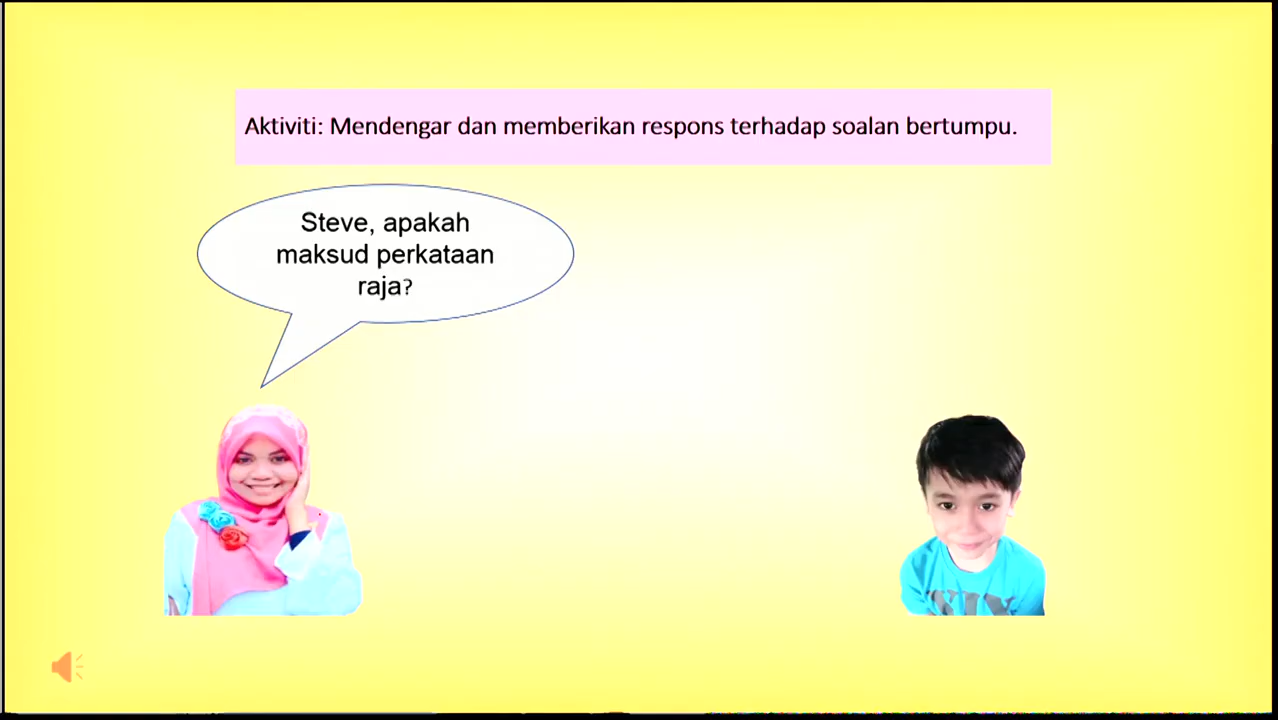 Aktiviti: Mendengar dan memberikan respons terhadap soalan bertumpu.
Steve, apakah
maksud perkataan
raja?